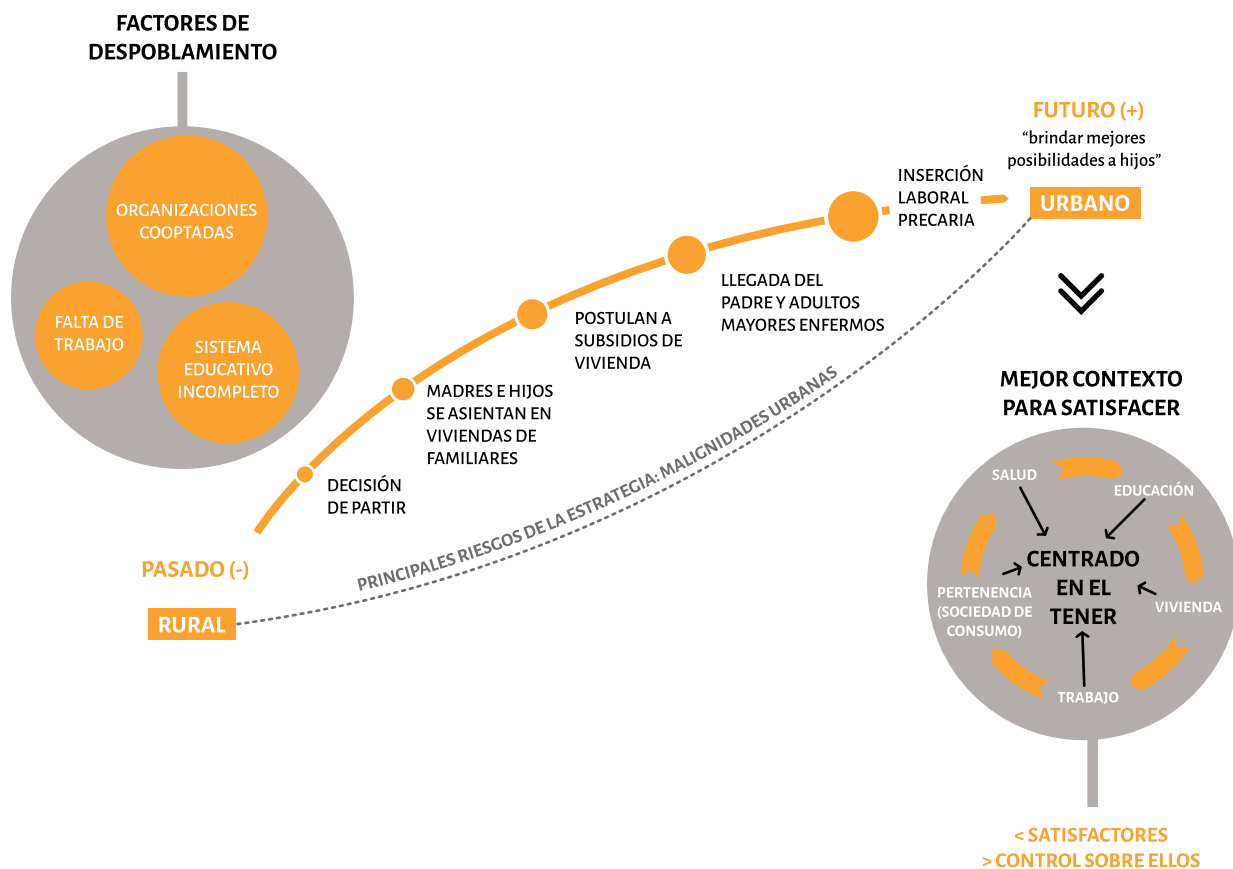 FACTORES DE
DESPOBLAMIENTO
ORGANIZACIONES
COOPTADAS
FALTA DE
TRABAJO
SISTEMA
EDUCATIVO
INCOMPLETO
PASADO (-)
RURAL
DECISIÓN
DE PARTIR
MADRES E HIJOS
SE ASIENTAN EN
VIVIENDAS DE
FAMILIARES
POSTULAN A
SUBSIDIOS DE
VIVIENDA
LLEGADA DEL
PADRE Y ADULTOS
MAYORES ENFERMOS
INSERCIÓN
LABORAL
PRECARIA
PRINCIPALES RIESGOS DE LA ESTRATEGIA: MALIGNIDADES URBANAS
FUTURO (+)
“brindar mejores
posibilidades a hijos”
URBANO
MEJOR CONTEXTO
PARA SATISFACER
SALUD
EDUCACIÓN
CENTRADO
EN EL
TENER
PERTENENCIA
(SOCIEDAD DE
CONSUMO)
VIVIENDA
TRABAJO
< SATISFACTORES
> CONTROL SOBRE ELLOS